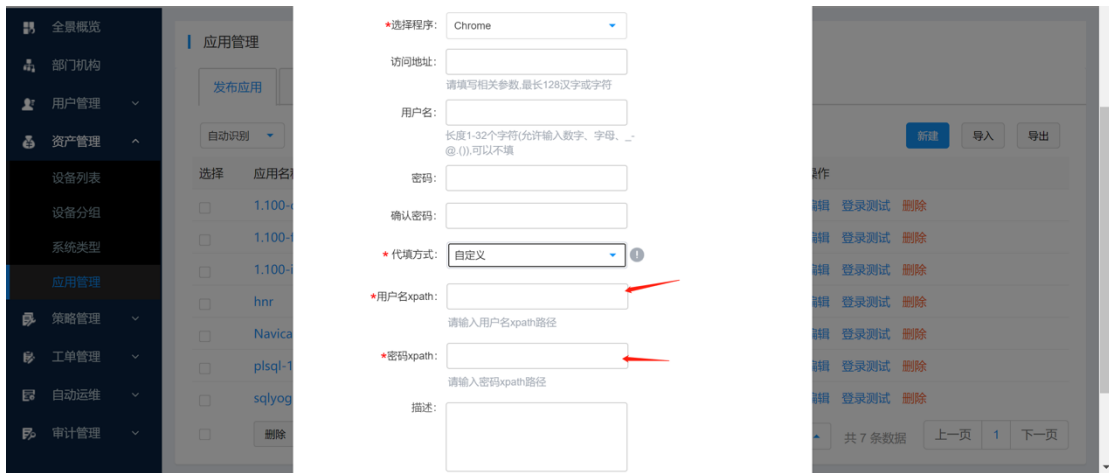 全景概览
部门机构
用户管理
资产管理
设备列表
设备分组
系统类型
应用管理
策略管理
工单管理
自动运维
审计管理
应用管理
发布应用
自动识别
新建
导入
导出
选择
应用名
1.100-
编辑 登录测试 删除
1.100-
编辑 登录测试 删除
1.100-i
编辑 登录测试 删除
hnr
编辑 登录测试 删除
Navica
编辑 登录测试 删除
plsql-1
编辑 登录测试 删除
sqlyog
编辑 登录测试 删除
删除
共 7 条数据
上一页
1
下一页
*选择程序:
Chrome
访问地址:
请填写相关参数,最长128汉字或字符
用户名:
长度1-32个字符(允许输入数字、字母、_-
@.()),可以不填
密码:
确认密码:
* 代填方式:
自定义
*用户名xpath:
请输入用户名xpath路径
*密码xpath:
请输入密码xpath路径
描述: